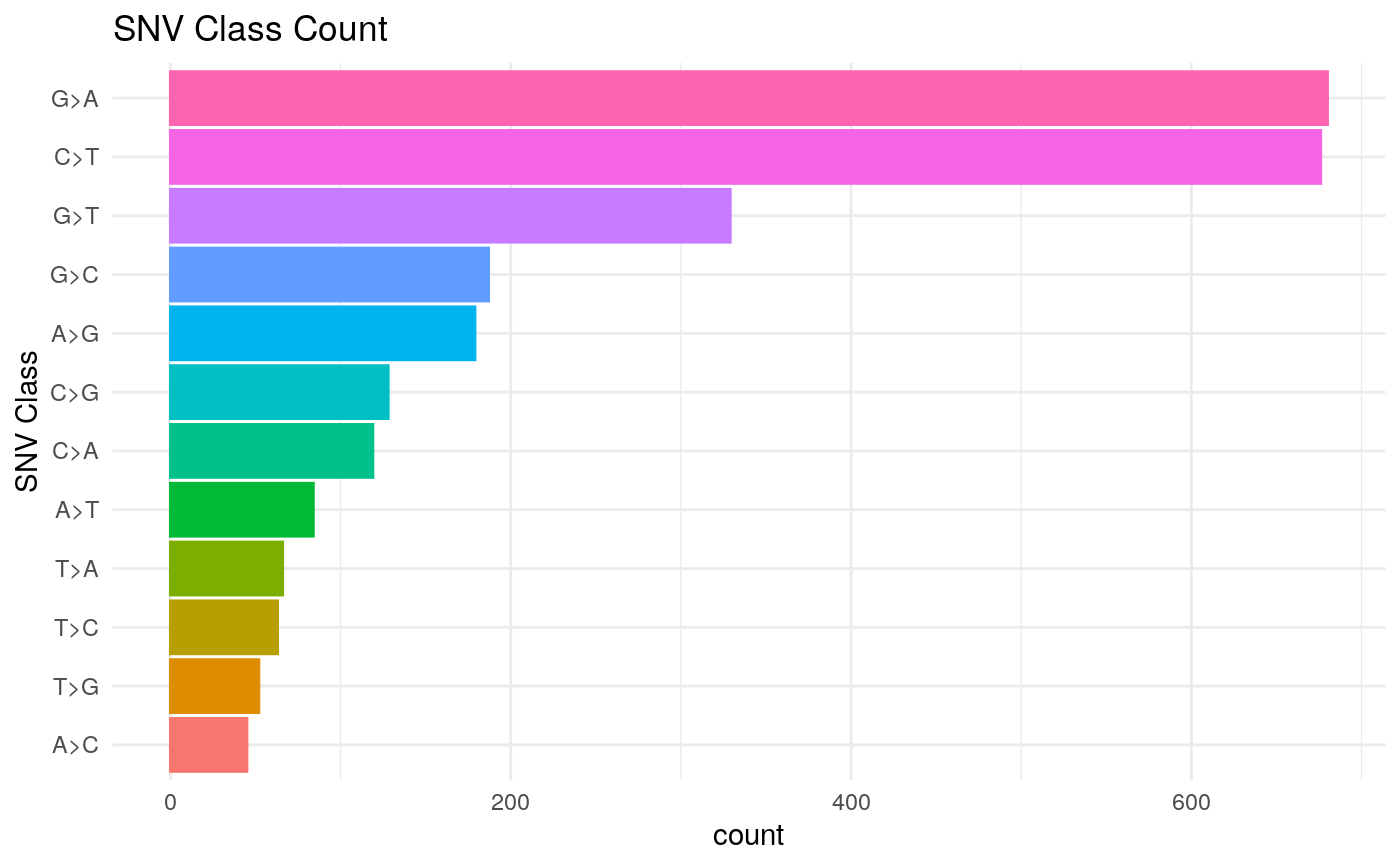 SNV Class Count
SNV Class
G>A
C>T
G>T
G>C
A>G
C>G
C>A
A>T
T>A
T>C
T>G
A>C
0 200 400 600
count